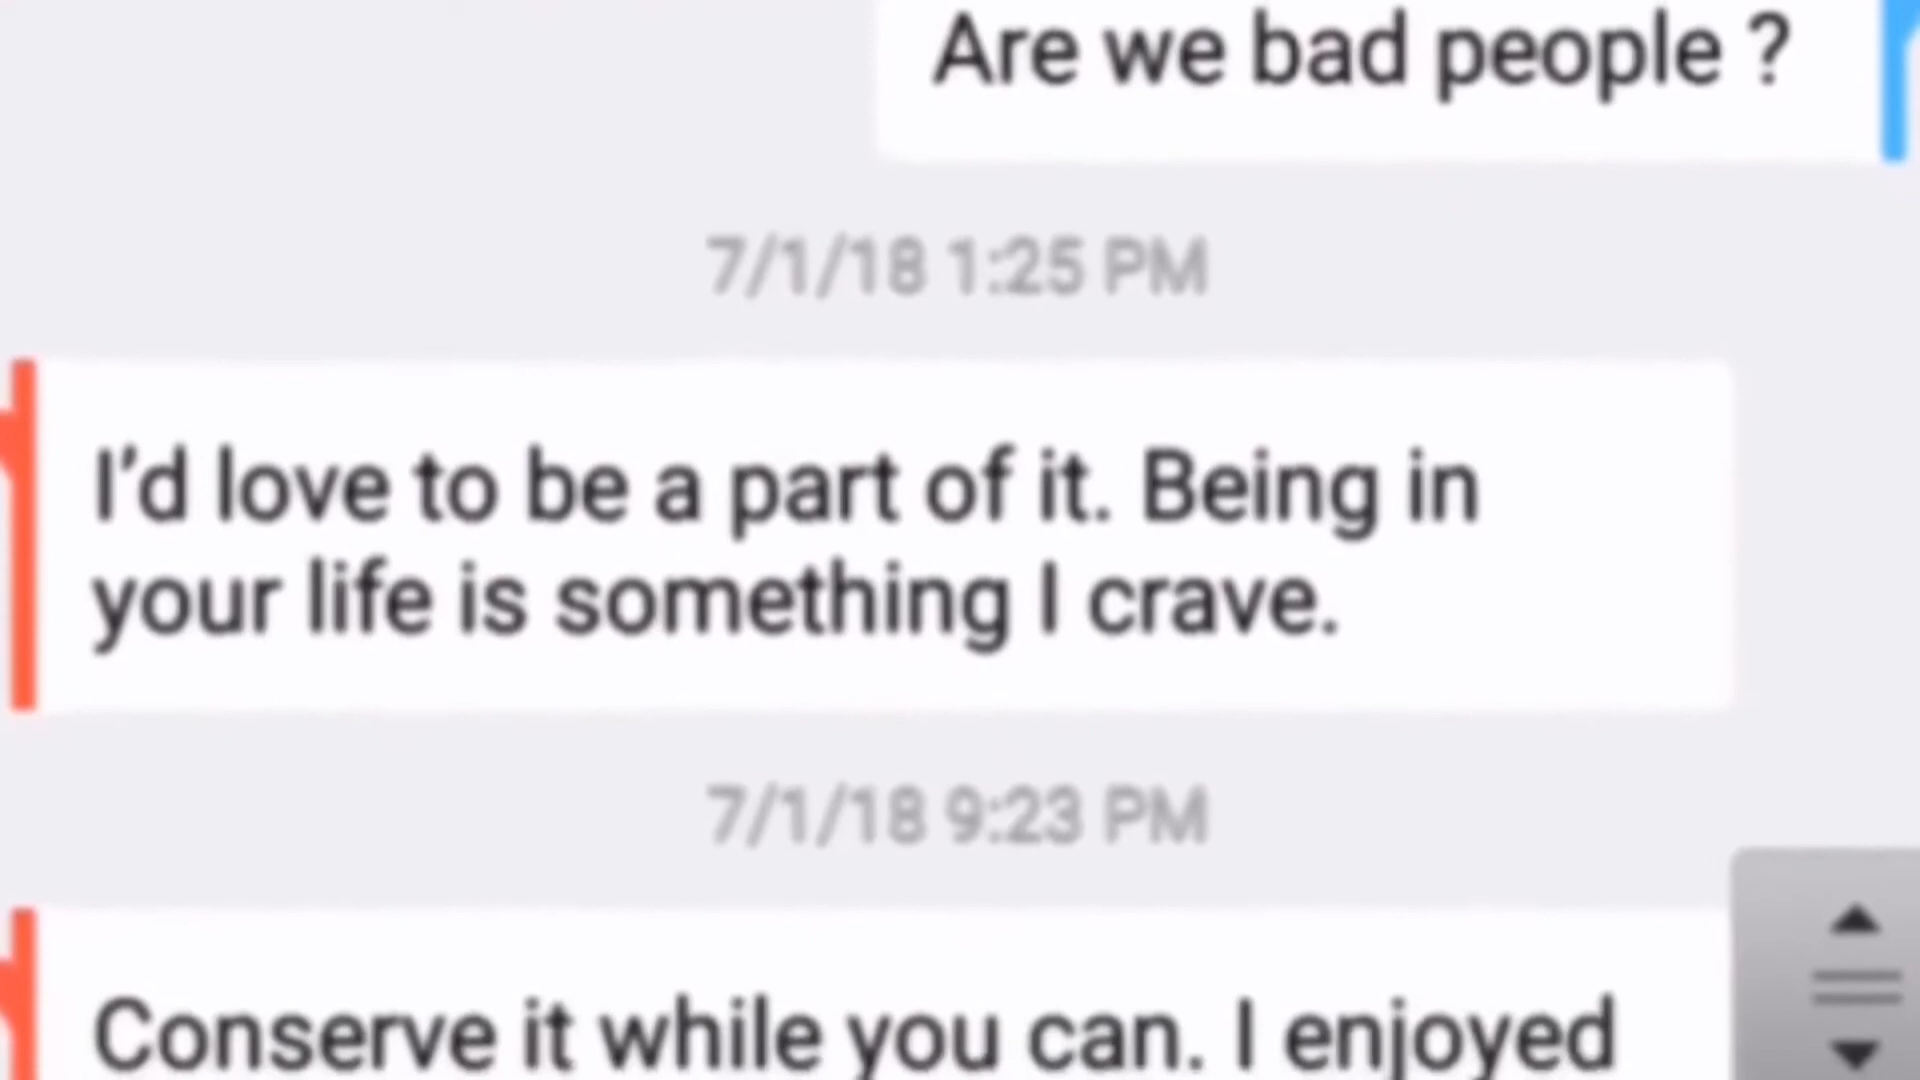 Are we bad people ?
7/1/18 1:25 PM
I'd love to be a part of it. Being in
your life is something I crave.
7/1/18 9:23 PM
Conserve it while you can. I enjoyed